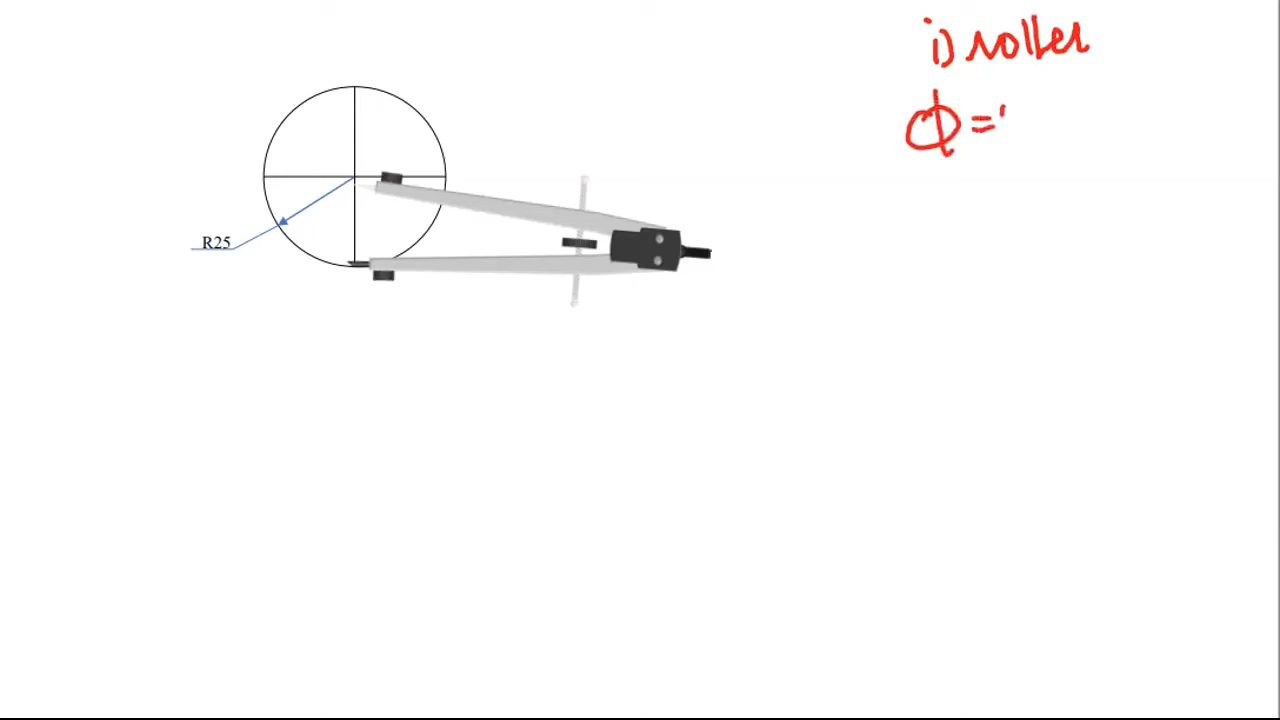 i) roller
R25
Φ='